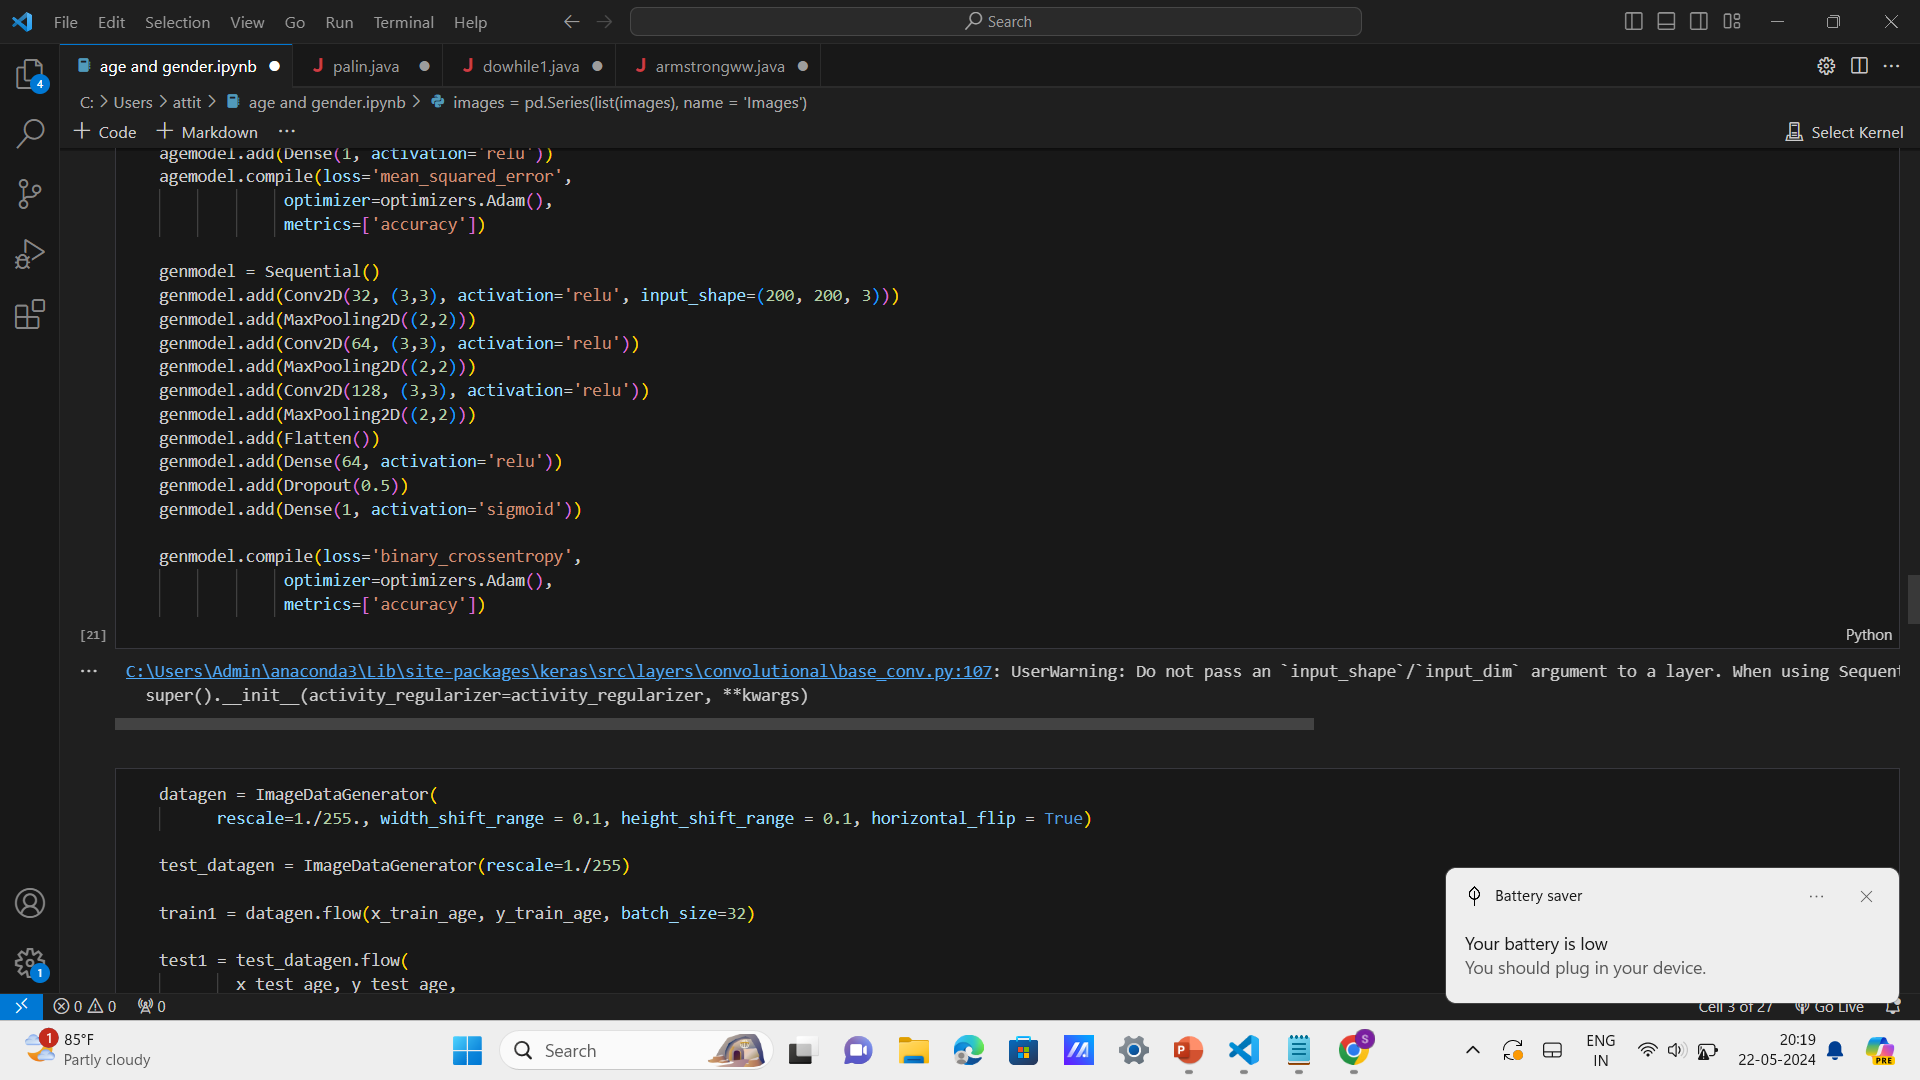 File Edit Selection View Go Run Terminal Help
Search
4
age and gender.ipynb
J palin.java
J dowhile1.java
J armstrongww.java
C: > Users > attit > age and gender.ipynb > images = pd.Series(list(images), name = 'Images')
+ Code + Markdown ...
Select Kernel
agemodel.add(Dense(1, activation='relu'))
agemodel.compile(loss='mean_squared_error',
optimizer=optimizers.Adam(),
metrics=['accuracy'])
genmodel = Sequential()
genmodel.add(Conv2D(32, (3,3), activation='relu', input_shape=(200, 200, 3)))
genmodel.add(MaxPooling2D((2,2)))
genmodel.add(Conv2D(64, (3,3), activation='relu'))
genmodel.add(MaxPooling2D((2,2)))
genmodel.add(Conv2D(128, (3,3), activation='relu'))
genmodel.add(MaxPooling2D((2,2)))
genmodel.add(Flatten())
genmodel.add(Dense(64, activation='relu'))
genmodel.add(Dropout(0.5))
genmodel.add(Dense(1, activation='sigmoid'))
genmodel.compile(loss='binary_crossentropy',
optimizer=optimizers.Adam(),
metrics=['accuracy'])
[21]
Python
... C:\Users\Admin\anaconda3\Lib\site-packages\keras\src\layers\convolutional\base_conv.py:107: UserWarning: Do not pass an `input_shape`/`input_dim` argument to a layer. When using Sequent
super().__init__(activity_regularizer=activity_regularizer, **kwargs)
datagen = ImageDataGenerator(
rescale=1./255., width_shift_range = 0.1, height_shift_range = 0.1, horizontal_flip = True)
test_datagen = ImageDataGenerator(rescale=1./255)
train1 = datagen.flow(x_train_age, y_train_age, batch_size=32)
test1 = test_datagen.flow(
x_test_age, y_test_age,
Battery saver
Your battery is low
You should plug in your device.
1
0 0 0
Cell 3 of 27 Go Live
1
85°F
Partly cloudy
Search
P
S
ENG
IN
20:19
22-05-2024
PRE